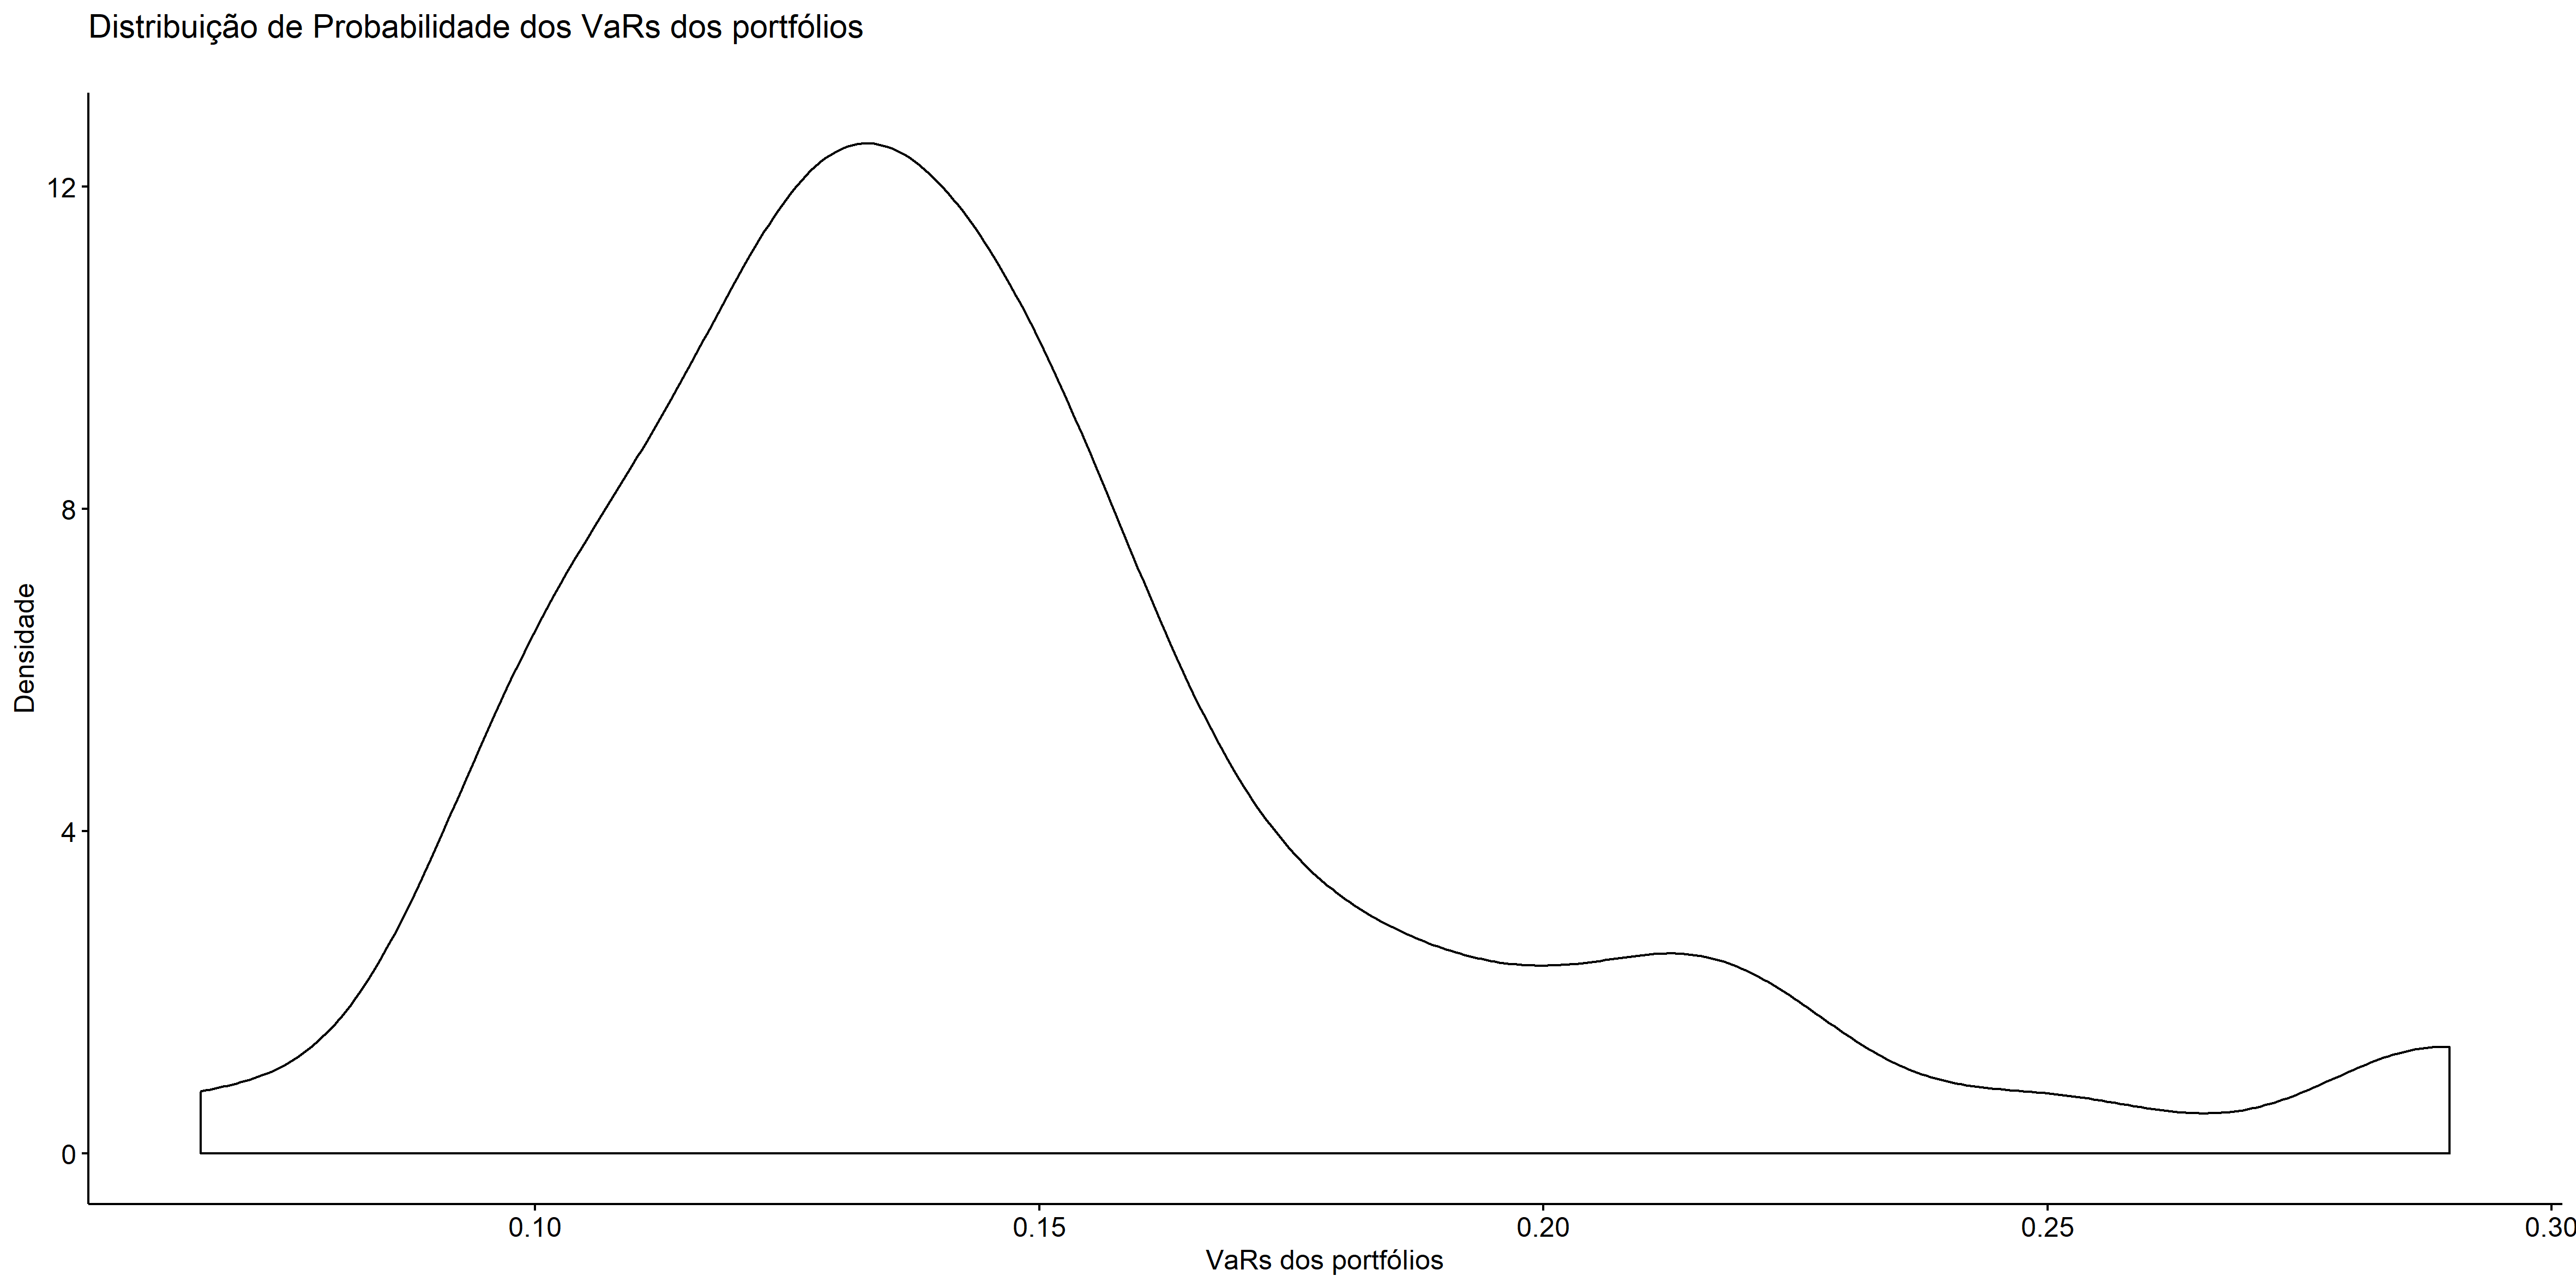 Distribuição de Probabilidade dos VaRs dos portfólios
12
8
4
0
Densidade
0.10 0.15 0.20 0.25 0.30
VaRs dos portfólios